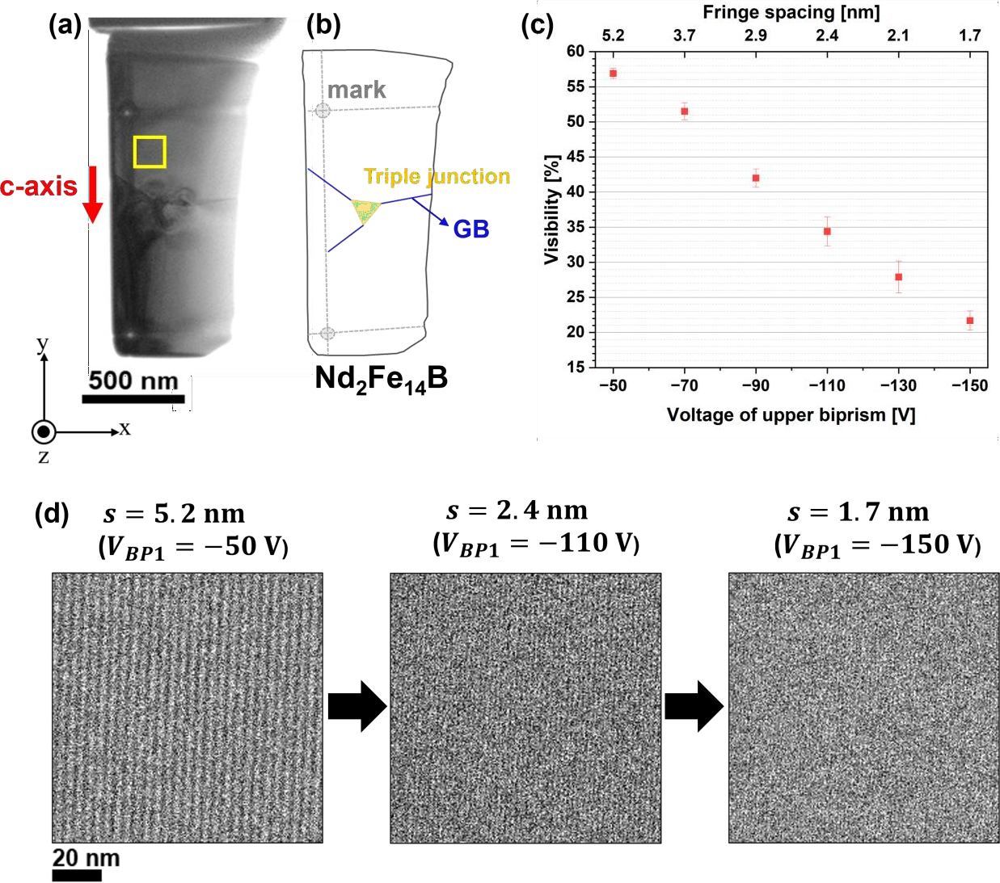 (a)
c-axis
500 nm
y
x
z
(b)
mark
Triple junction
GB
Nd₂Fe₁₄B
(c)
Fringe spacing [nm]
5.2 3.7 2.9 2.4 2.1 1.7
60
55
50
45
40
35
30
25
20
15
Visibility [%]
−50 −70 −90 −110 −130 −150
Voltage of upper biprism [V]
(d)
s = 5.2 nm
(V_BP1 = −50 V)
s = 2.4 nm
(V_BP1 = −110 V)
s = 1.7 nm
(V_BP1 = −150 V)
20 nm